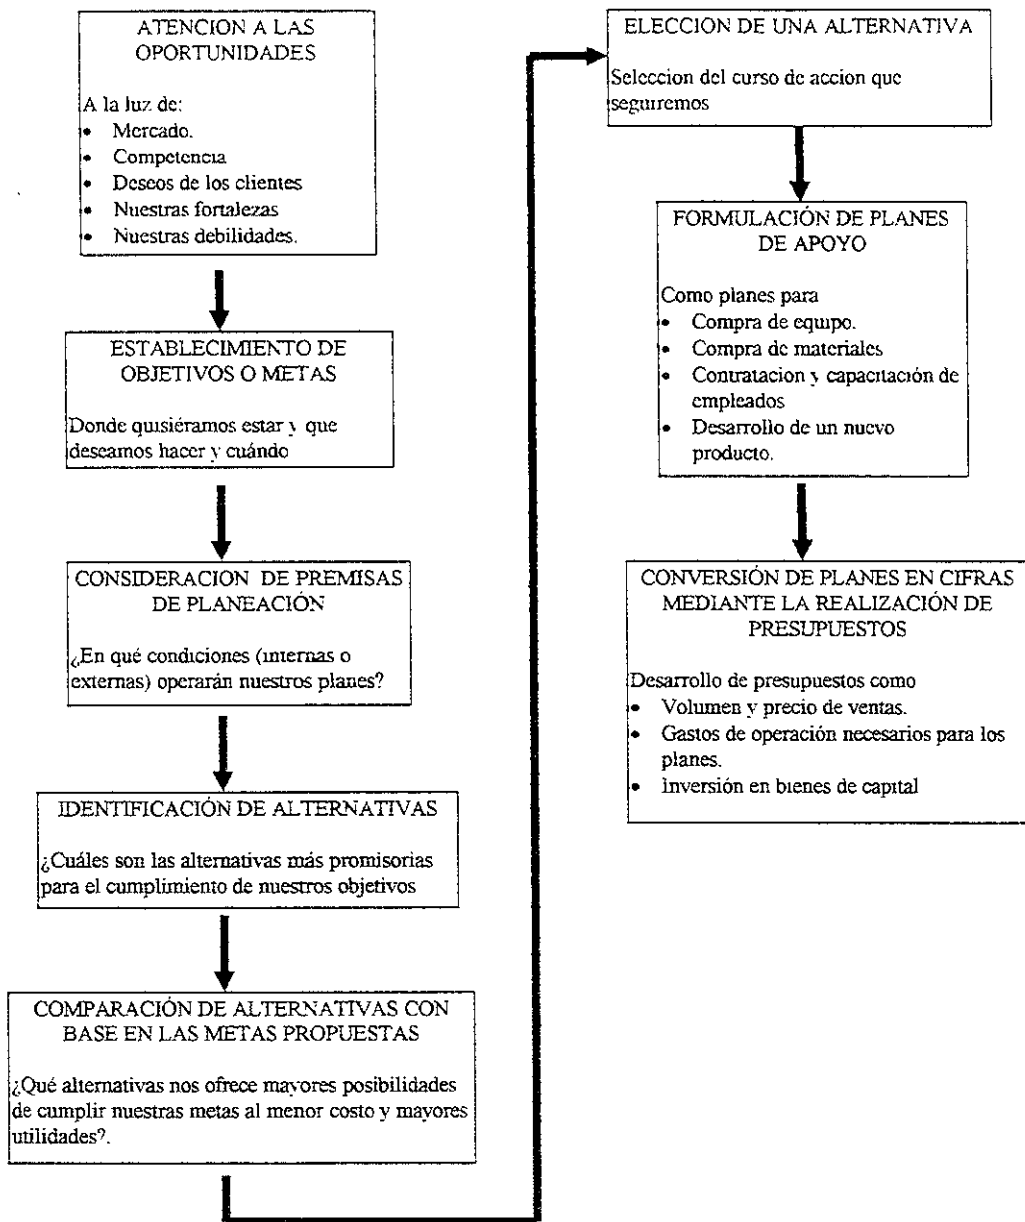 ATENCION A LAS
OPORTUNIDADES
A la luz de:
• Mercado.
• Competencia
• Deseos de los clientes
• Nuestras fortalezas
• Nuestras debilidades.
ESTABLECIMIENTO DE
OBJETIVOS O METAS
Donde quisiéramos estar y que
deseamos hacer y cuándo
CONSIDERACION DE PREMISAS
DE PLANEACIÓN
¿En qué condiciones (internas o
externas) operarán nuestros planes?
IDENTIFICACIÓN DE ALTERNATIVAS
¿Cuáles son las alternativas más promisorias
para el cumplimiento de nuestros objetivos
COMPARACIÓN DE ALTERNATIVAS CON
BASE EN LAS METAS PROPUESTAS
¿Qué alternativas nos ofrece mayores posibilidades
de cumplir nuestras metas al menor costo y mayores
utilidades?.
ELECCION DE UNA ALTERNATIVA
Seleccion del curso de accion que
seguiremos
FORMULACIÓN DE PLANES
DE APOYO
Como planes para
• Compra de equipo.
• Compra de materiales
• Contratacion y capacitación de
empleados
• Desarrollo de un nuevo
producto.
CONVERSIÓN DE PLANES EN CIFRAS
MEDIANTE LA REALIZACIÓN DE
PRESUPUESTOS
Desarrollo de presupuestos como
• Volumen y precio de ventas.
• Gastos de operación necesarios para los
planes.
• Inversión en bienes de capital